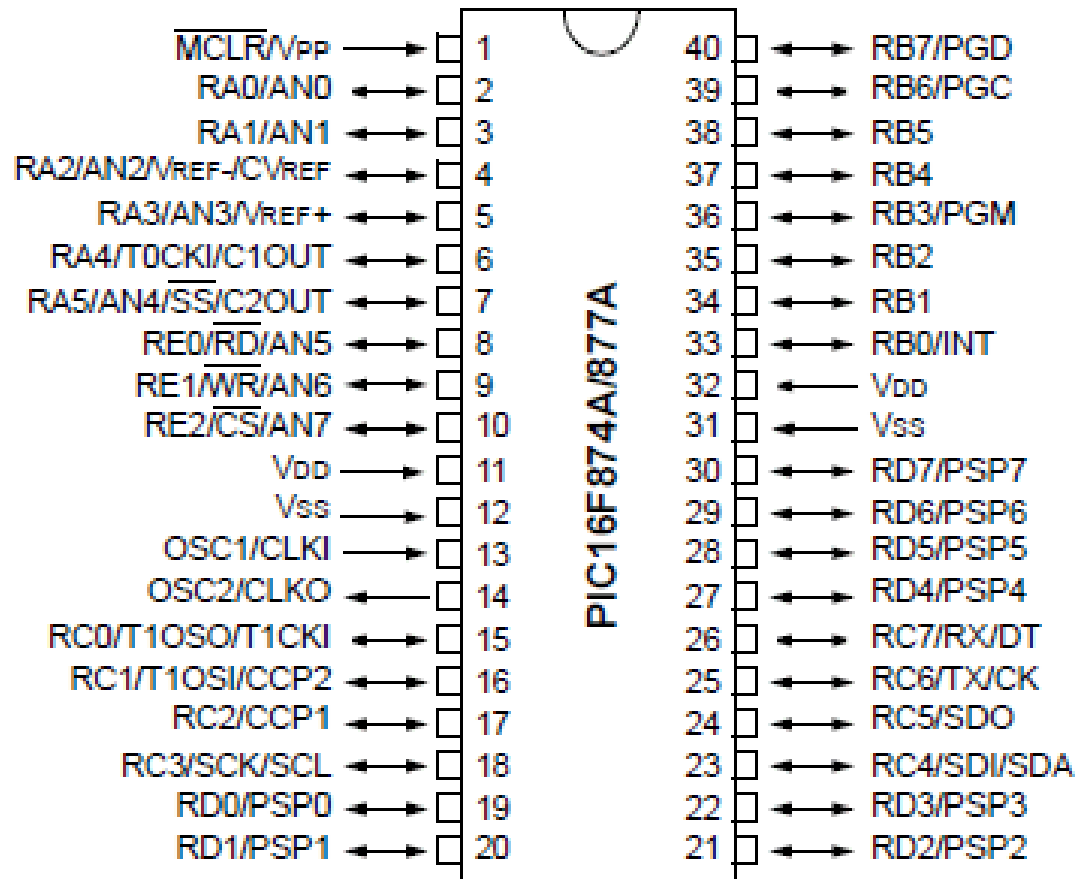 M̅C̅L̅R̅/VPP 1 40 RB7/PGD
RA0/AN0 2 39 RB6/PGC
RA1/AN1 3 38 RB5
RA2/AN2/VREF-/CVREF 4 37 RB4
RA3/AN3/VREF+ 5 36 RB3/PGM
RA4/T0CKI/C1OUT 6 35 RB2
RA5/AN4/S̅S̅/C2OUT 7 34 RB1
RE0/R̅D̅/AN5 8 33 RB0/INT
RE1/W̅R̅/AN6 9 32 VDD
RE2/C̅S̅/AN7 10 31 VSS
VDD 11 30 RD7/PSP7
VSS 12 29 RD6/PSP6
OSC1/CLKI 13 28 RD5/PSP5
OSC2/CLKO 14 27 RD4/PSP4
RC0/T1OSO/T1CKI 15 26 RC7/RX/DT
RC1/T1OSI/CCP2 16 25 RC6/TX/CK
RC2/CCP1 17 24 RC5/SDO
RC3/SCK/SCL 18 23 RC4/SDI/SDA
RD0/PSP0 19 22 RD3/PSP3
RD1/PSP1 20 21 RD2/PSP2
PIC16F874A/877A